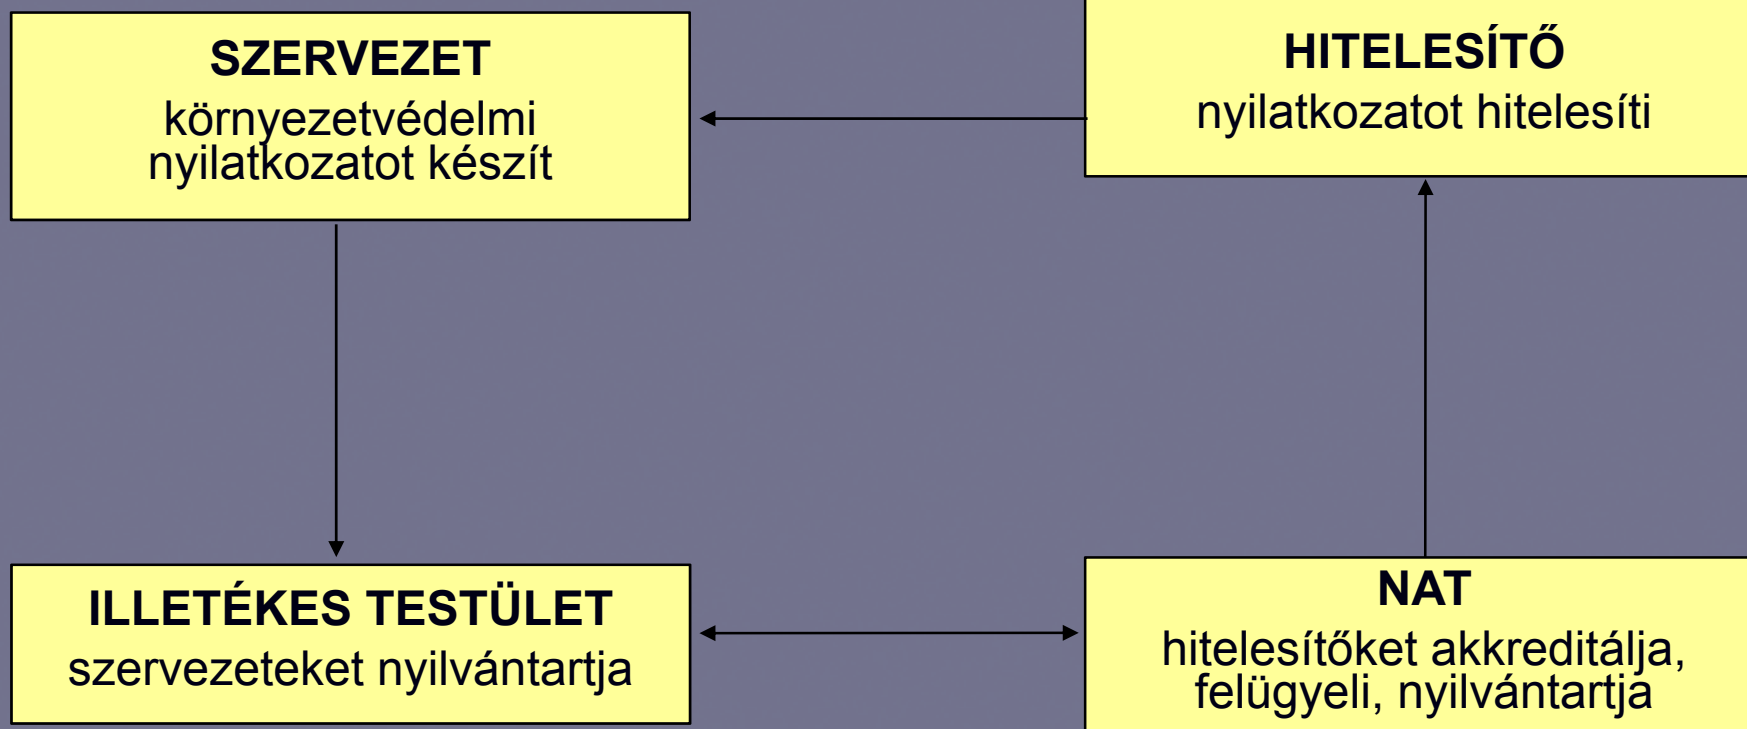 SZERVEZET
környezetvédelmi
nyilatkozatot készít
HITELESÍTŐ
nyilatkozatot hitelesíti
ILLETÉKES TESTÜLET
szervezeteket nyilvántartja
NAT
hitelesítőket akkreditálja,
felügyeli, nyilvántartja